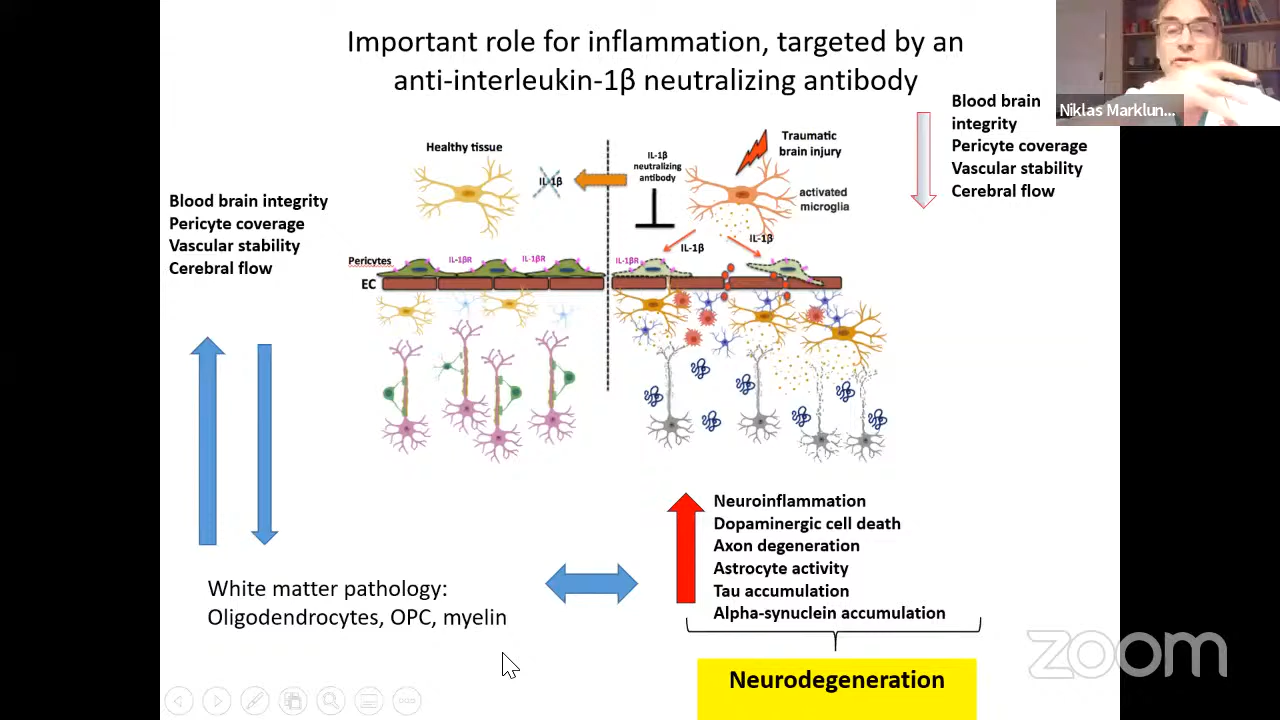 Important role for inflammation, targeted by an
anti-interleukin-1β neutralizing antibody
Niklas Marklun...
Blood brain
integrity
Pericyte coverage
Vascular stability
Cerebral flow
Healthy tissue
IL-1β
IL-1β
neutralizing
antibody
Traumatic
brain injury
activated
microglia
Blood brain integrity
Pericyte coverage
Vascular stability
Cerebral flow
IL-1β
IL-1β
Pericytes
IL-1βR
IL-1βR
IL-1βR
EC
Neuroinflammation
Dopaminergic cell death
Axon degeneration
Astrocyte activity
Tau accumulation
Alpha-synuclein accumulation
White matter pathology:
Oligodendrocytes, OPC, myelin
Neurodegeneration
zoom